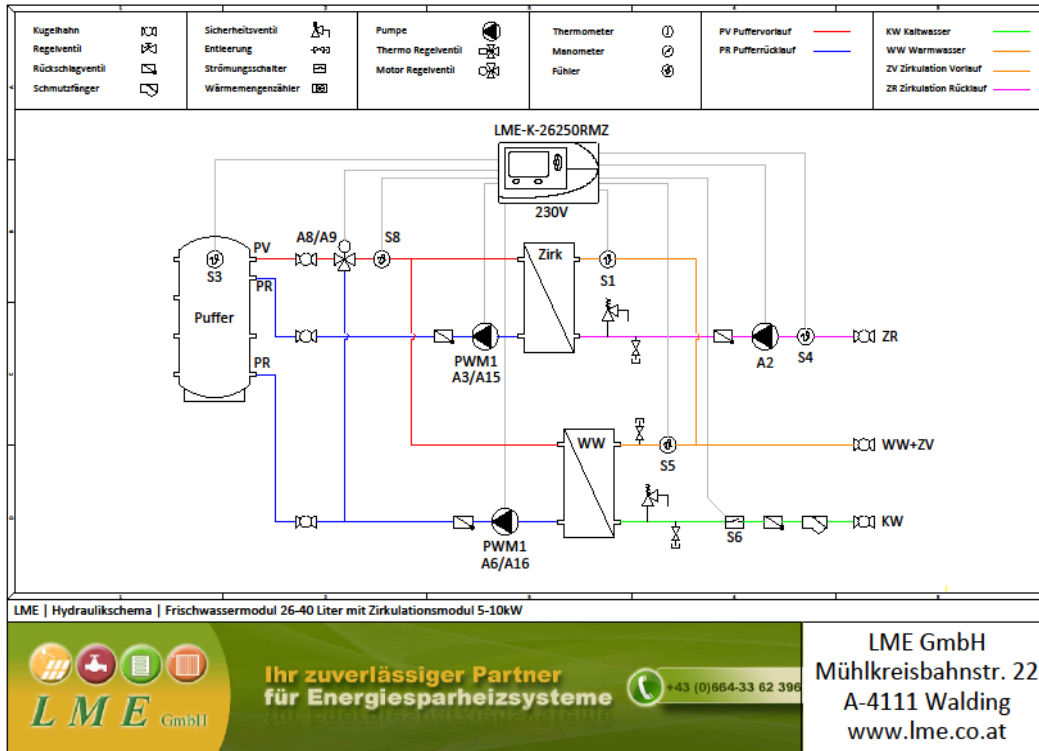 Kugelhahn
Regelventil
Rückschlagventil
Schmutzfänger
Sicherheitsventil
Entleerung
Strömungsschalter
Wärmemengenzähler
Pumpe
Thermo Regelventil
Motor Regelventil
Thermometer
Manometer
Fühler
PV Puffervorlauf
PR Pufferrücklauf
KW Kaltwasser
WW Warmwasser
ZV Zirkulation Vorlauf
ZR Zirkulation Rücklauf
LME-K-26250RMZ
230V
A8/A9
S8
PV
S3
PR
Puffer
PR
Zirk
S1
PWM1
A3/A15
A2
S4
ZR
WW
S5
WW+ZV
PWM1
A6/A16
S6
KW
LME | Hydraulikschema | Frischwassermodul 26-40 Liter mit Zirkulationsmodul 5-10kW
L M E GmbH
Ihr zuverlässiger Partner
für Energiesparheizsysteme
+43 (0)664-33 62 396
LME GmbH
Mühlkreisbahnstr. 22
A-4111 Walding
www.lme.co.at